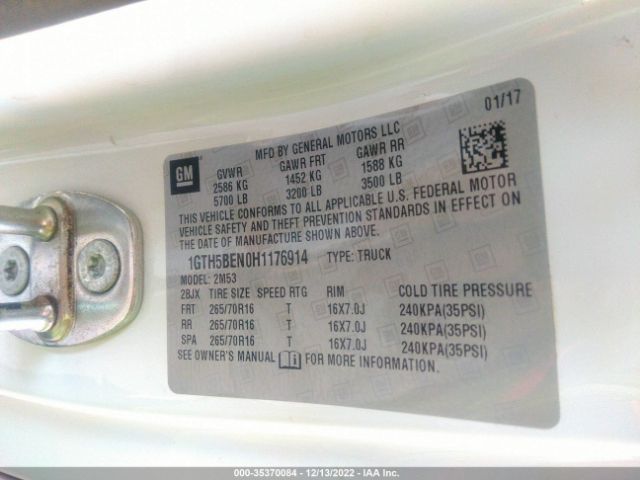 01/17
MFD BY GENERAL MOTORS LLC
GM
GVWR GAWR FRT GAWR RR
2586 KG 1452 KG 1588 KG
5700 LB 3200 LB 3500 LB
THIS VEHICLE CONFORMS TO ALL APPLICABLE U.S. FEDERAL MOTOR
VEHICLE SAFETY AND THEFT PREVENTION STANDARDS IN EFFECT ON
THE DATE OF MANUFACTURE SHOWN ABOVE.
1GTH5BEN0H1176914 TYPE: TRUCK
MODEL: 2M53
2BJX TIRE SIZE SPEED RTG RIM COLD TIRE PRESSURE
FRT 265/70R16 T 16X7.0J 240KPA(35PSI)
RR 265/70R16 T 16X7.0J 240KPA(35PSI)
SPA 265/70R16 T 16X7.0J 240KPA(35PSI)
SEE OWNER'S MANUAL FOR MORE INFORMATION.
000-35370084 - 12/13/2022 - IAA Inc.